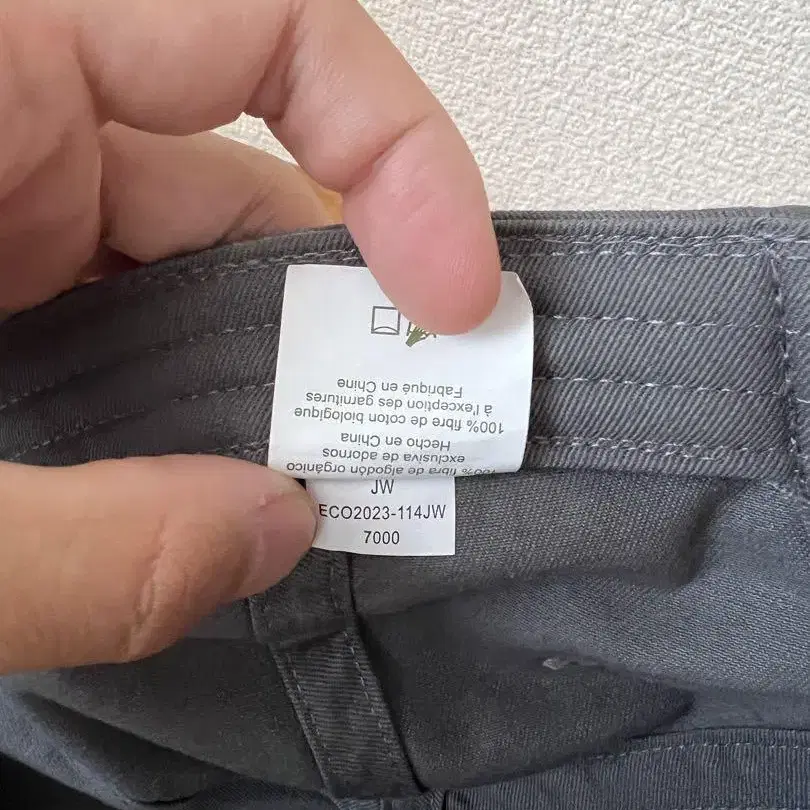 100% fibra de algodón orgánico
exclusiva de adornos
Hecho en China
100% fibre de coton biologique
à l'exception des garnitures
Fabriqué en Chine
JW
ECO2023-114JW
7000